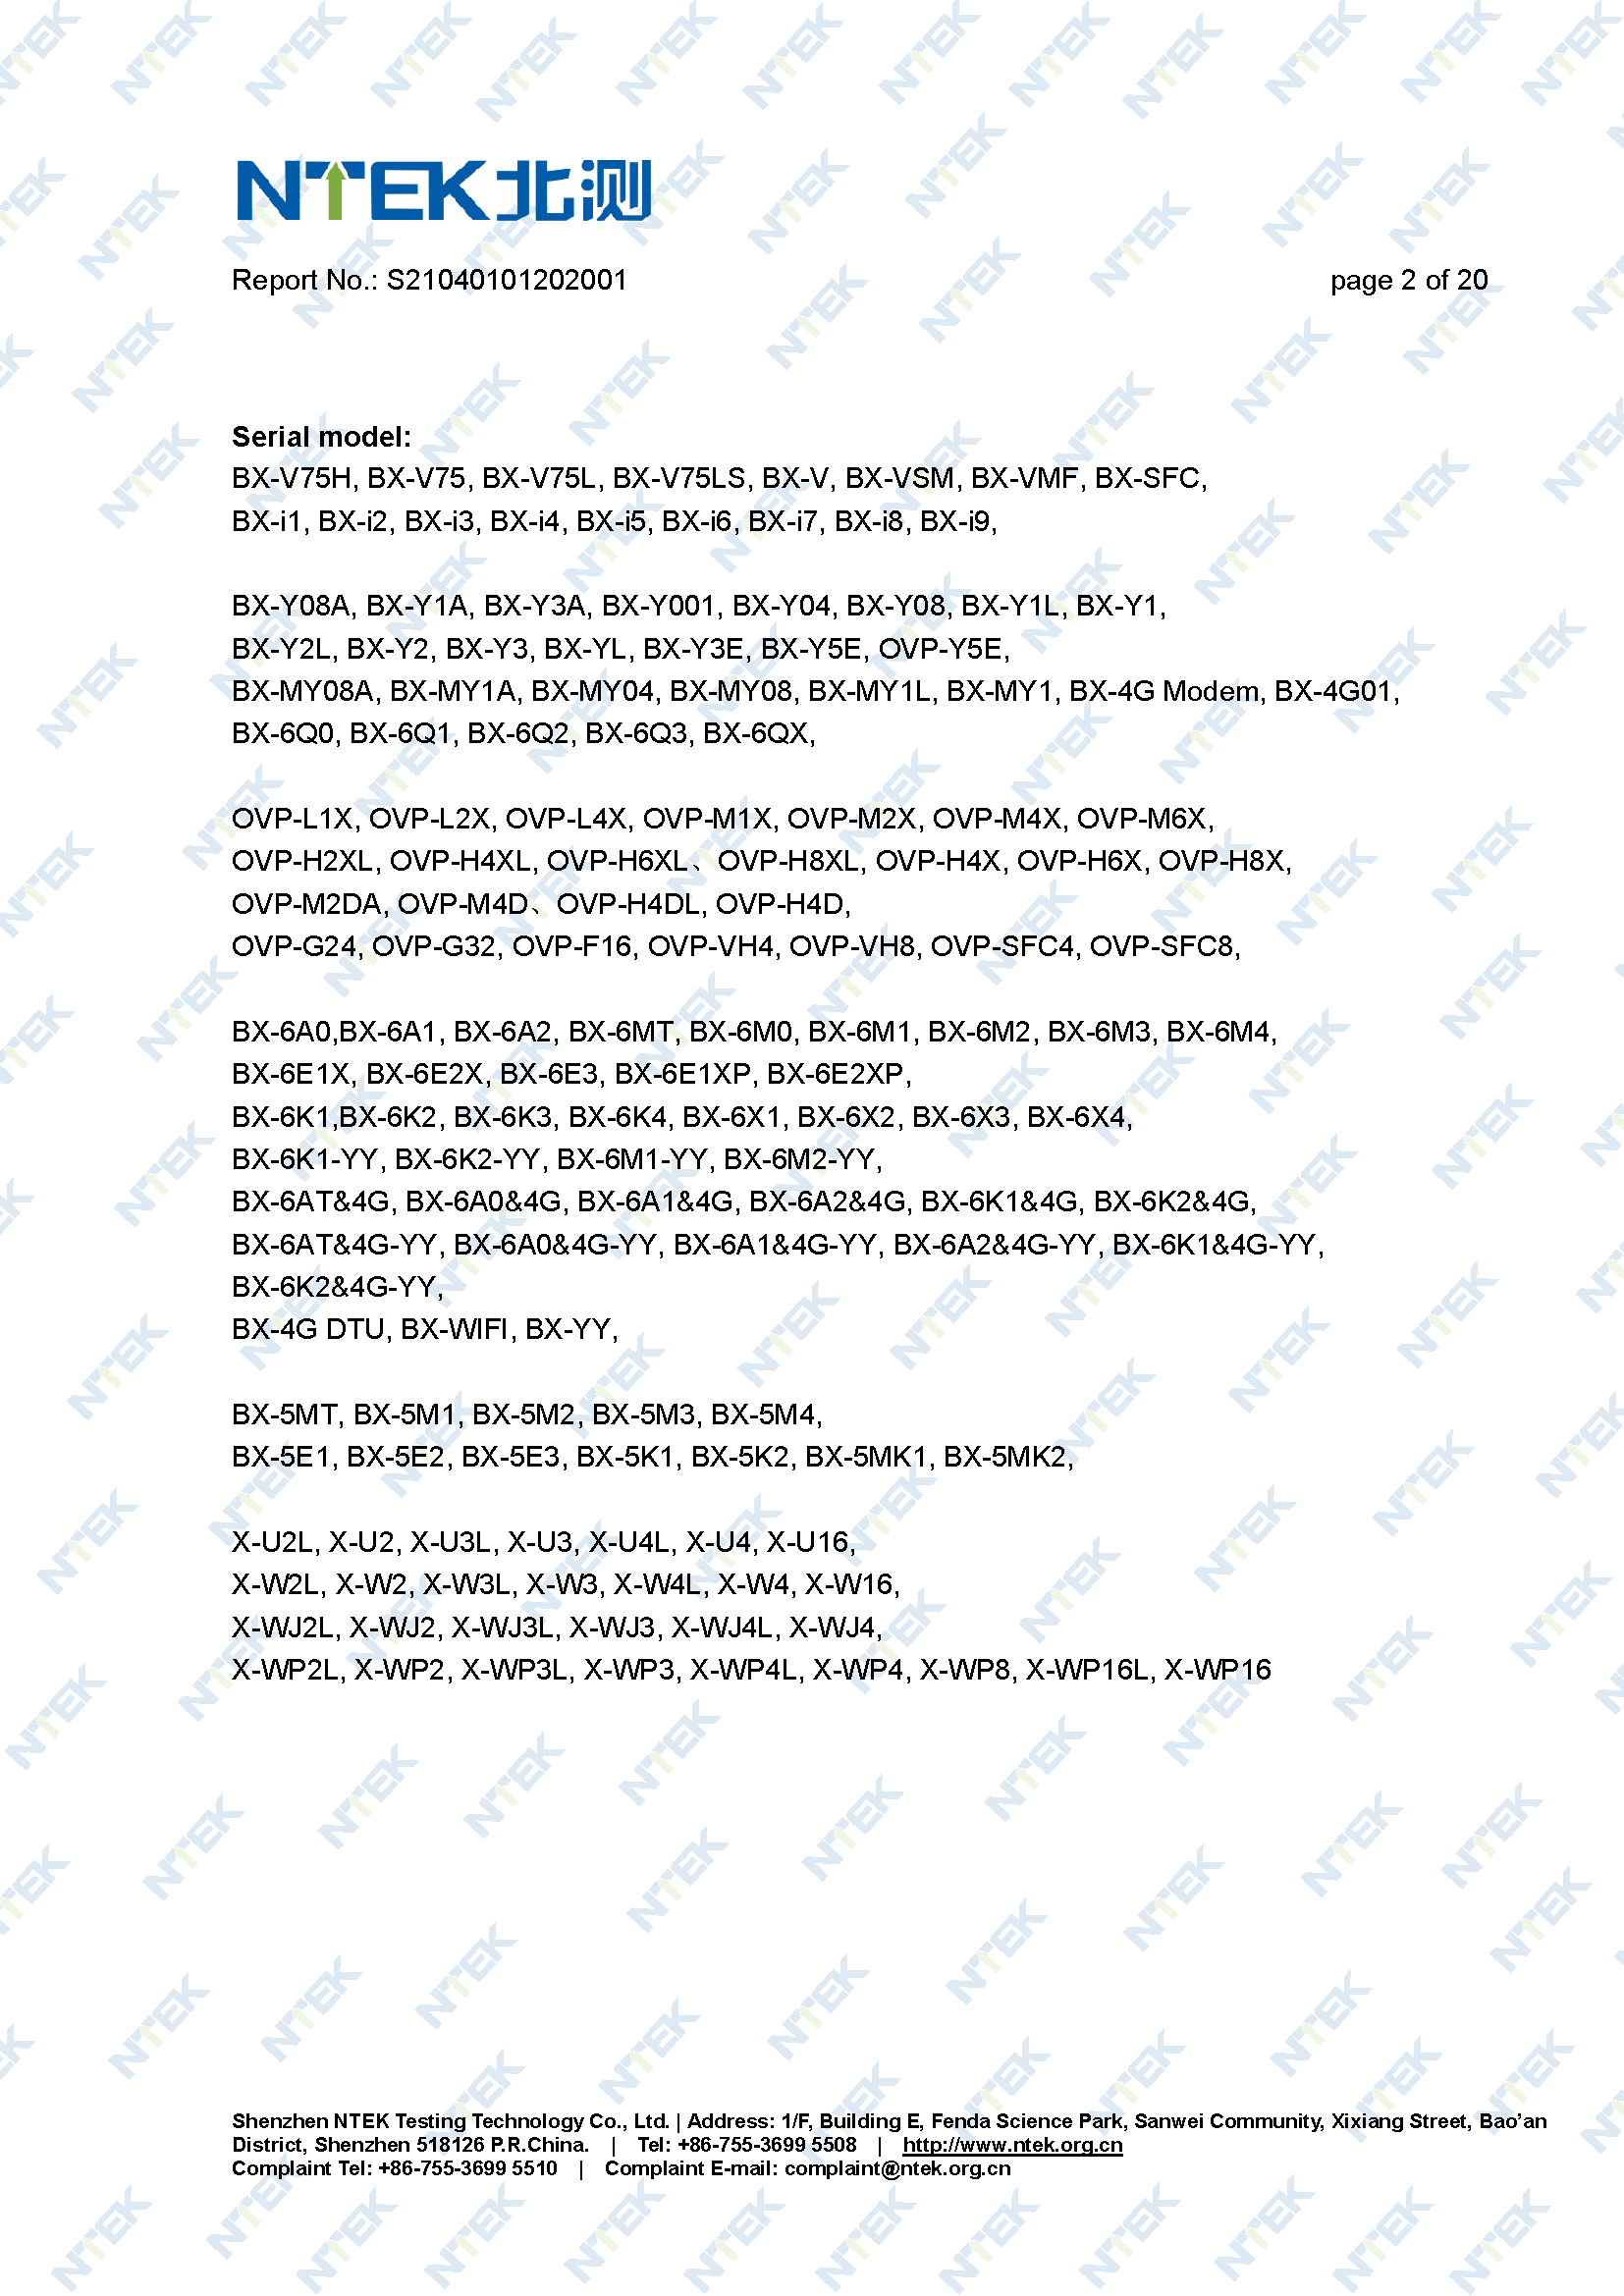 NTEK北测
Report No.: S21040101202001 page 2 of 20
Serial model:
BX-V75H, BX-V75, BX-V75L, BX-V75LS, BX-V, BX-VSM, BX-VMF, BX-SFC,
BX-i1, BX-i2, BX-i3, BX-i4, BX-i5, BX-i6, BX-i7, BX-i8, BX-i9,
BX-Y08A, BX-Y1A, BX-Y3A, BX-Y001, BX-Y04, BX-Y08, BX-Y1L, BX-Y1,
BX-Y2L, BX-Y2, BX-Y3, BX-YL, BX-Y3E, BX-Y5E, OVP-Y5E,
BX-MY08A, BX-MY1A, BX-MY04, BX-MY08, BX-MY1L, BX-MY1, BX-4G Modem, BX-4G01,
BX-6Q0, BX-6Q1, BX-6Q2, BX-6Q3, BX-6QX,
OVP-L1X, OVP-L2X, OVP-L4X, OVP-M1X, OVP-M2X, OVP-M4X, OVP-M6X,
OVP-H2XL, OVP-H4XL, OVP-H6XL、OVP-H8XL, OVP-H4X, OVP-H6X, OVP-H8X,
OVP-M2DA, OVP-M4D、OVP-H4DL, OVP-H4D,
OVP-G24, OVP-G32, OVP-F16, OVP-VH4, OVP-VH8, OVP-SFC4, OVP-SFC8,
BX-6A0,BX-6A1, BX-6A2, BX-6MT, BX-6M0, BX-6M1, BX-6M2, BX-6M3, BX-6M4,
BX-6E1X, BX-6E2X, BX-6E3, BX-6E1XP, BX-6E2XP,
BX-6K1,BX-6K2, BX-6K3, BX-6K4, BX-6X1, BX-6X2, BX-6X3, BX-6X4,
BX-6K1-YY, BX-6K2-YY, BX-6M1-YY, BX-6M2-YY,
BX-6AT&4G, BX-6A0&4G, BX-6A1&4G, BX-6A2&4G, BX-6K1&4G, BX-6K2&4G,
BX-6AT&4G-YY, BX-6A0&4G-YY, BX-6A1&4G-YY, BX-6A2&4G-YY, BX-6K1&4G-YY,
BX-6K2&4G-YY,
BX-4G DTU, BX-WIFI, BX-YY,
BX-5MT, BX-5M1, BX-5M2, BX-5M3, BX-5M4,
BX-5E1, BX-5E2, BX-5E3, BX-5K1, BX-5K2, BX-5MK1, BX-5MK2,
X-U2L, X-U2, X-U3L, X-U3, X-U4L, X-U4, X-U16,
X-W2L, X-W2, X-W3L, X-W3, X-W4L, X-W4, X-W16,
X-WJ2L, X-WJ2, X-WJ3L, X-WJ3, X-WJ4L, X-WJ4,
X-WP2L, X-WP2, X-WP3L, X-WP3, X-WP4L, X-WP4, X-WP8, X-WP16L, X-WP16
Shenzhen NTEK Testing Technology Co., Ltd. | Address: 1/F, Building E, Fenda Science Park, Sanwei Community, Xixiang Street, Bao’an
District, Shenzhen 518126 P.R.China. | Tel: +86-755-3699 5508 | http://www.ntek.org.cn
Complaint Tel: +86-755-3699 5510 | Complaint E-mail: complaint@ntek.org.cn